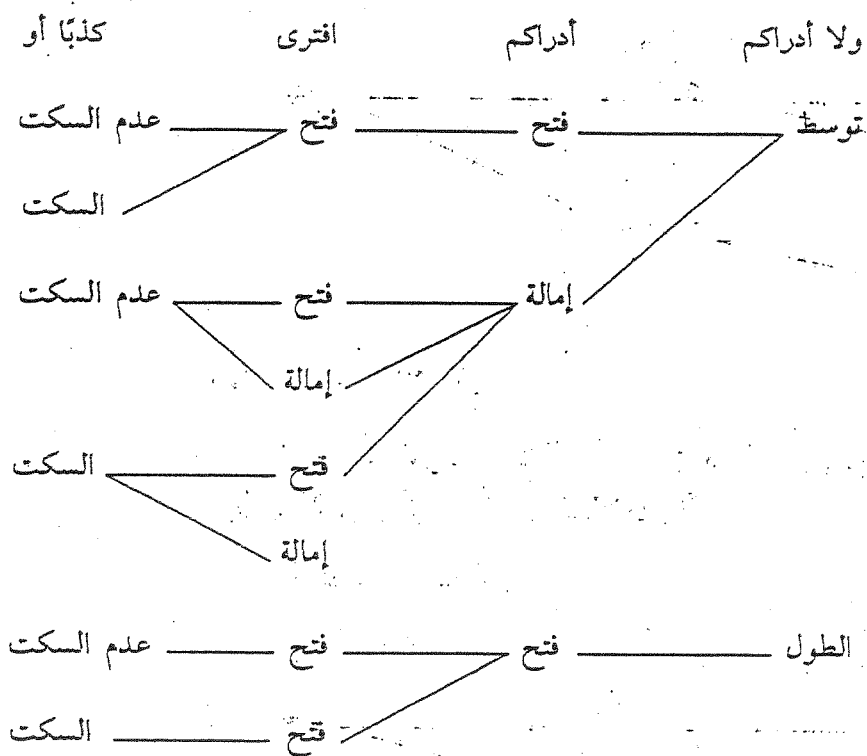 ولا أدراكم أدراكم افترى كذبًا أو
توسط فتح فتح عدم السكت
السكت
إمالة فتح عدم السكت
إمالة
فتح السكت
إمالة
الطول فتح فتح عدم السكت
فتح السكت